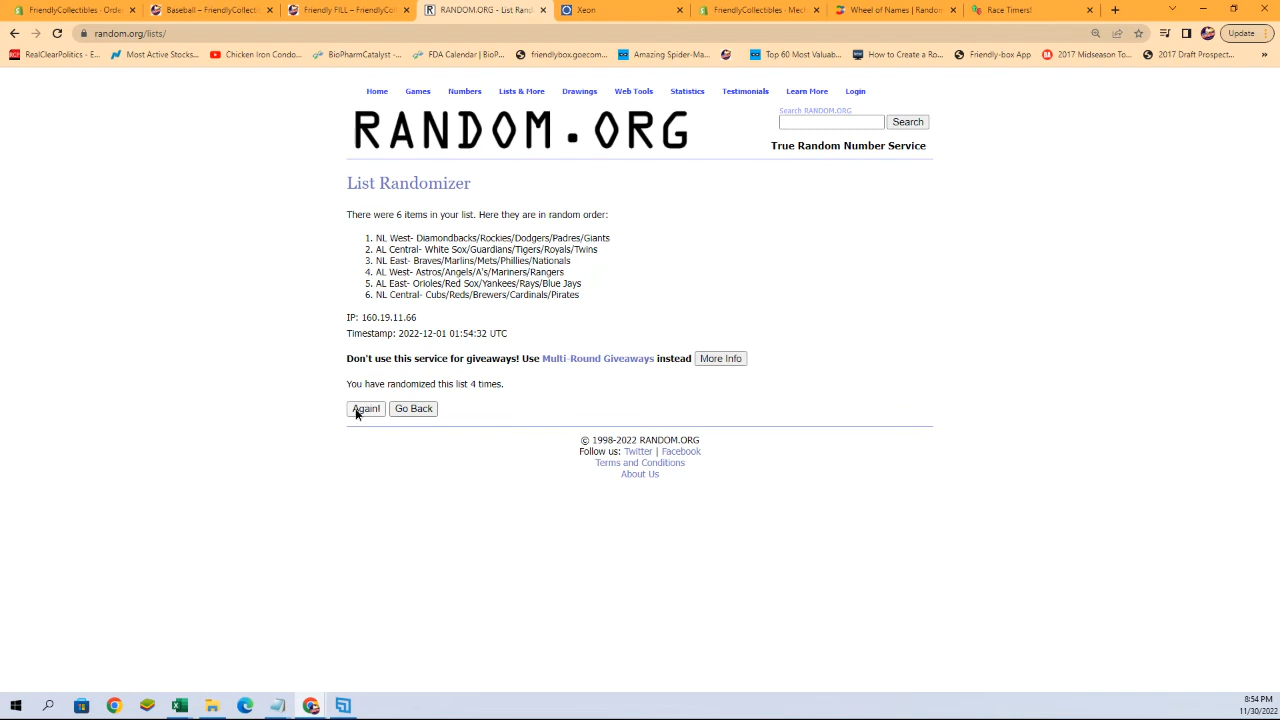 FriendlyCollectibles - Orde
Baseball – FriendlyCollectib
Friendly FILL – FriendlyCom
RANDOM.ORG - List Rand
Xeon
FriendlyCollectibles - Mech
Wheel of Names | Random
Race Timers!
random.org/lists/
Update
RealClearPolitics - E...
Most Active Stocks...
Chicken Iron Condo...
BioPharmCatalyst -...
FDA Calendar | BioP...
friendlybox.goecom...
Amazing Spider-Ma...
Top 60 Most Valuab...
How to Create a Ro...
Friendly-box App
2017 Midseason To...
2017 Draft Prospect...
Home Games Numbers Lists & More Drawings Web Tools Statistics Testimonials Learn More Login
RANDOM.ORG
Search RANDOM.ORG
Search
True Random Number Service
List Randomizer
There were 6 items in your list. Here they are in random order:
1. NL West- Diamondbacks/Rockies/Dodgers/Padres/Giants
2. AL Central- White Sox/Guardians/Tigers/Royals/Twins
3. NL East- Braves/Marlins/Mets/Phillies/Nationals
4. AL West- Astros/Angels/A's/Mariners/Rangers
5. AL East- Orioles/Red Sox/Yankees/Rays/Blue Jays
6. NL Central- Cubs/Reds/Brewers/Cardinals/Pirates
IP: 160.19.11.66
Timestamp: 2022-12-01 01:54:32 UTC
Don't use this service for giveaways! Use Multi-Round Giveaways instead More Info
You have randomized this list 4 times.
Again! Go Back
© 1998-2022 RANDOM.ORG
Follow us: Twitter | Facebook
Terms and Conditions
About Us
8:54 PM
11/30/2022